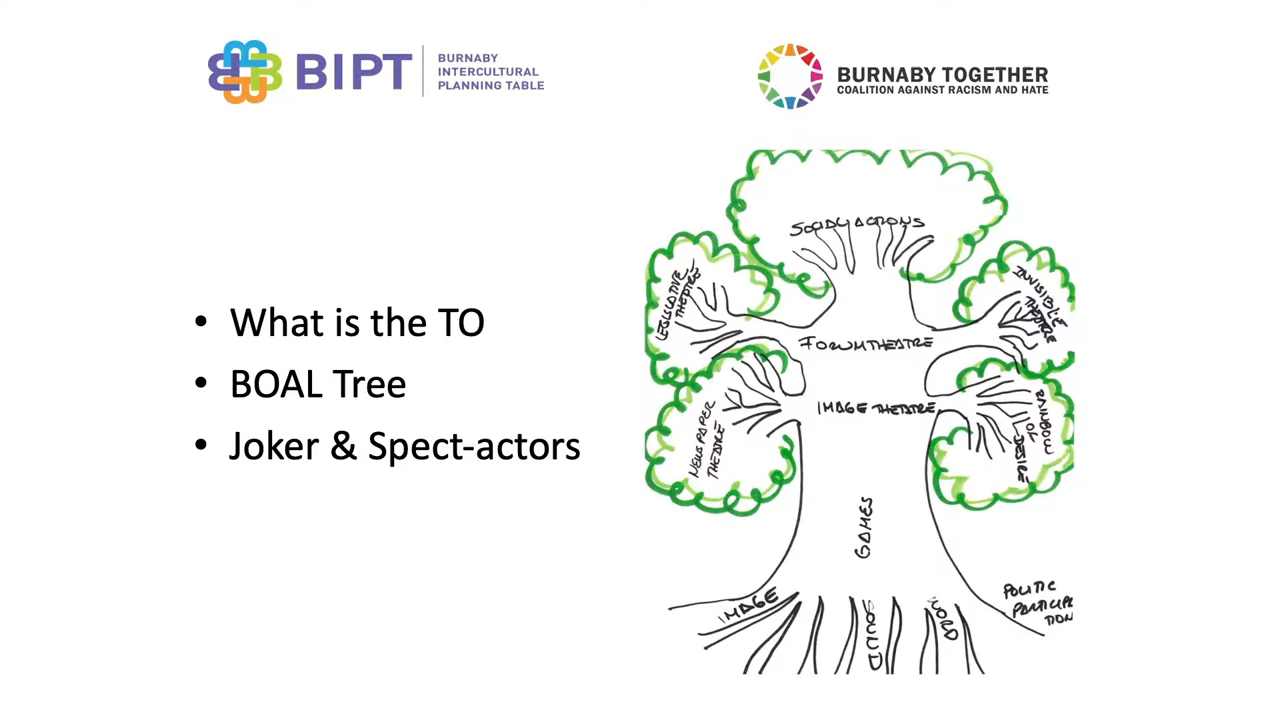 BIPT
BURNABY
INTERCULTURAL
PLANNING TABLE
BURNABY TOGETHER
COALITION AGAINST RACISM AND HATE
• What is the TO
• BOAL Tree
• Joker & Spect-actors
SOCIAL ACTIONS
LEGISLATIVE
THEATRE
INVISIBLE
THEATRE
FORUM THEATRE
IMAGE THEATRE
NEWSPAPER
THEATRE
RAINBOW
OF
DESIRE
GAMES
IMAGE
SOUND
WORD
POLITIC
PARTICIPA
TION